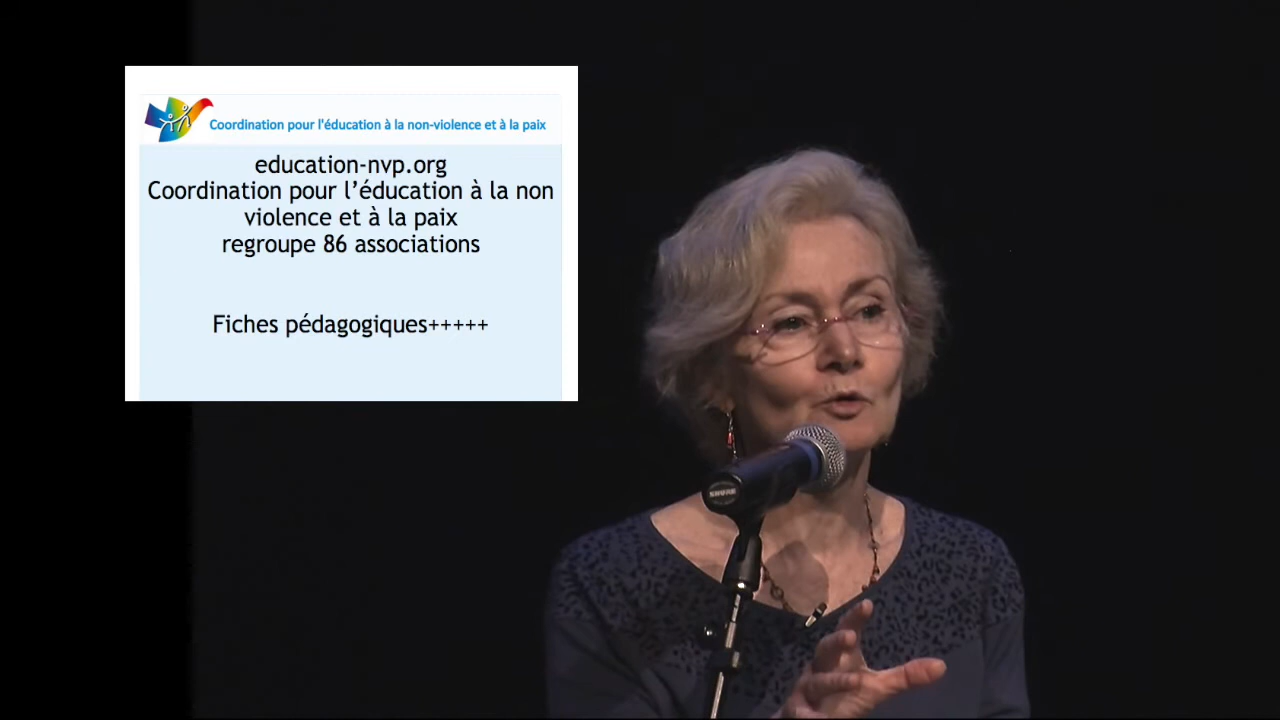 Coordination pour l'éducation à la non-violence et à la paix
education-nvp.org
Coordination pour l’éducation à la non
violence et à la paix
regroupe 86 associations
Fiches pédagogiques+++++
SHURE